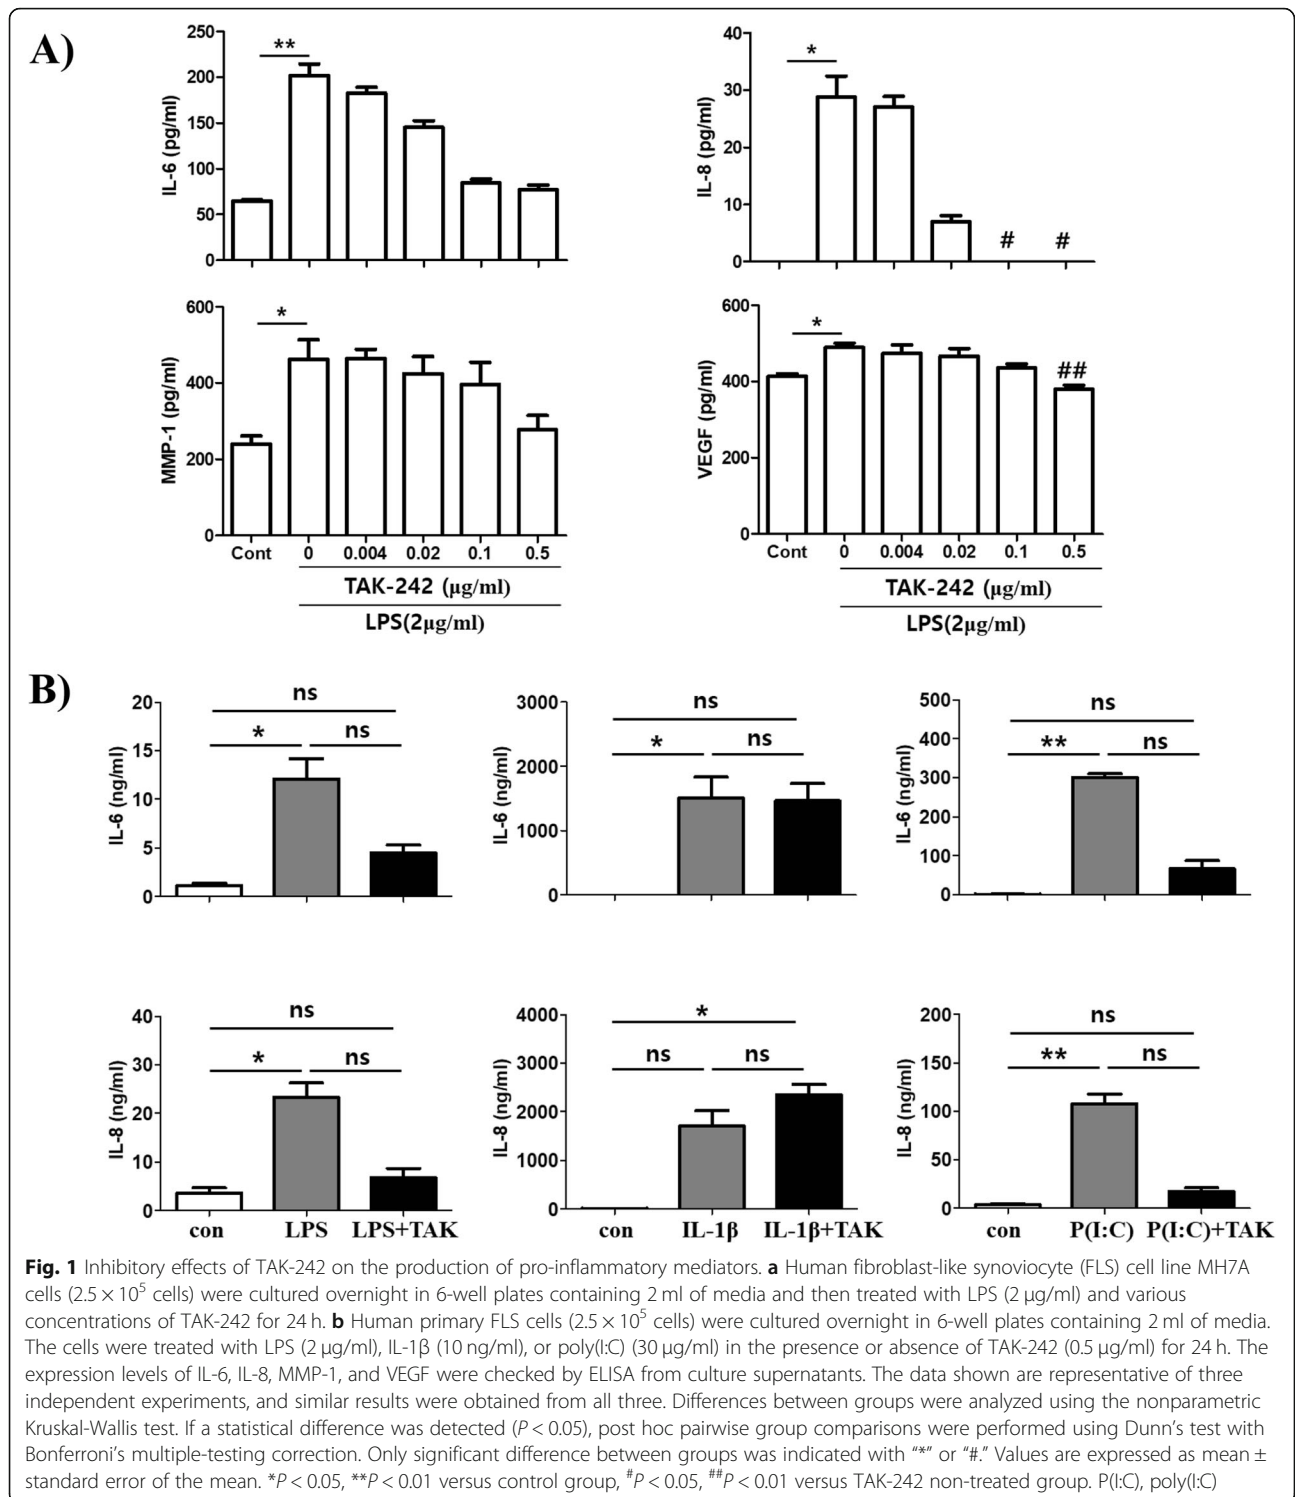 A)
250
200
150
100
50
0
IL-6 (pg/ml)
**
40
30
20
10
0
IL-8 (pg/ml)
*
#
#
600
400
200
0
MMP-1 (pg/ml)
*
Cont
0
0.004
0.02
0.1
0.5
TAK-242 (µg/ml)
LPS(2µg/ml)
600
400
200
0
VEGF (pg/ml)
*
##
Cont
0
0.004
0.02
0.1
0.5
TAK-242 (µg/ml)
LPS(2µg/ml)
B)
20
15
10
5
0
IL-6 (ng/ml)
ns
*
ns
3000
2000
1000
0
IL-6 (ng/ml)
ns
*
ns
500
400
300
200
100
0
IL-6 (ng/ml)
ns
**
ns
40
30
20
10
0
IL-8 (ng/ml)
ns
*
ns
con
LPS
LPS+TAK
4000
3000
2000
1000
0
IL-8 (ng/ml)
*
ns
ns
con
IL-1β
IL-1β+TAK
200
150
100
50
0
IL-8 (ng/ml)
ns
**
ns
con
P(I:C)
P(I:C)+TAK
Fig. 1 Inhibitory effects of TAK-242 on the production of pro-inflammatory mediators. a Human fibroblast-like synoviocyte (FLS) cell line MH7A
cells (2.5 × 10⁵ cells) were cultured overnight in 6-well plates containing 2 ml of media and then treated with LPS (2 µg/ml) and various
concentrations of TAK-242 for 24 h. b Human primary FLS cells (2.5 × 10⁵ cells) were cultured overnight in 6-well plates containing 2 ml of media.
The cells were treated with LPS (2 µg/ml), IL-1β (10 ng/ml), or poly(I:C) (30 µg/ml) in the presence or absence of TAK-242 (0.5 µg/ml) for 24 h. The
expression levels of IL-6, IL-8, MMP-1, and VEGF were checked by ELISA from culture supernatants. The data shown are representative of three
independent experiments, and similar results were obtained from all three. Differences between groups were analyzed using the nonparametric
Kruskal-Wallis test. If a statistical difference was detected (P < 0.05), post hoc pairwise group comparisons were performed using Dunn's test with
Bonferroni's multiple-testing correction. Only significant difference between groups was indicated with "*" or "#." Values are expressed as mean ±
standard error of the mean. *P < 0.05, **P < 0.01 versus control group, #P < 0.05, ##P < 0.01 versus TAK-242 non-treated group. P(I:C), poly(I:C)